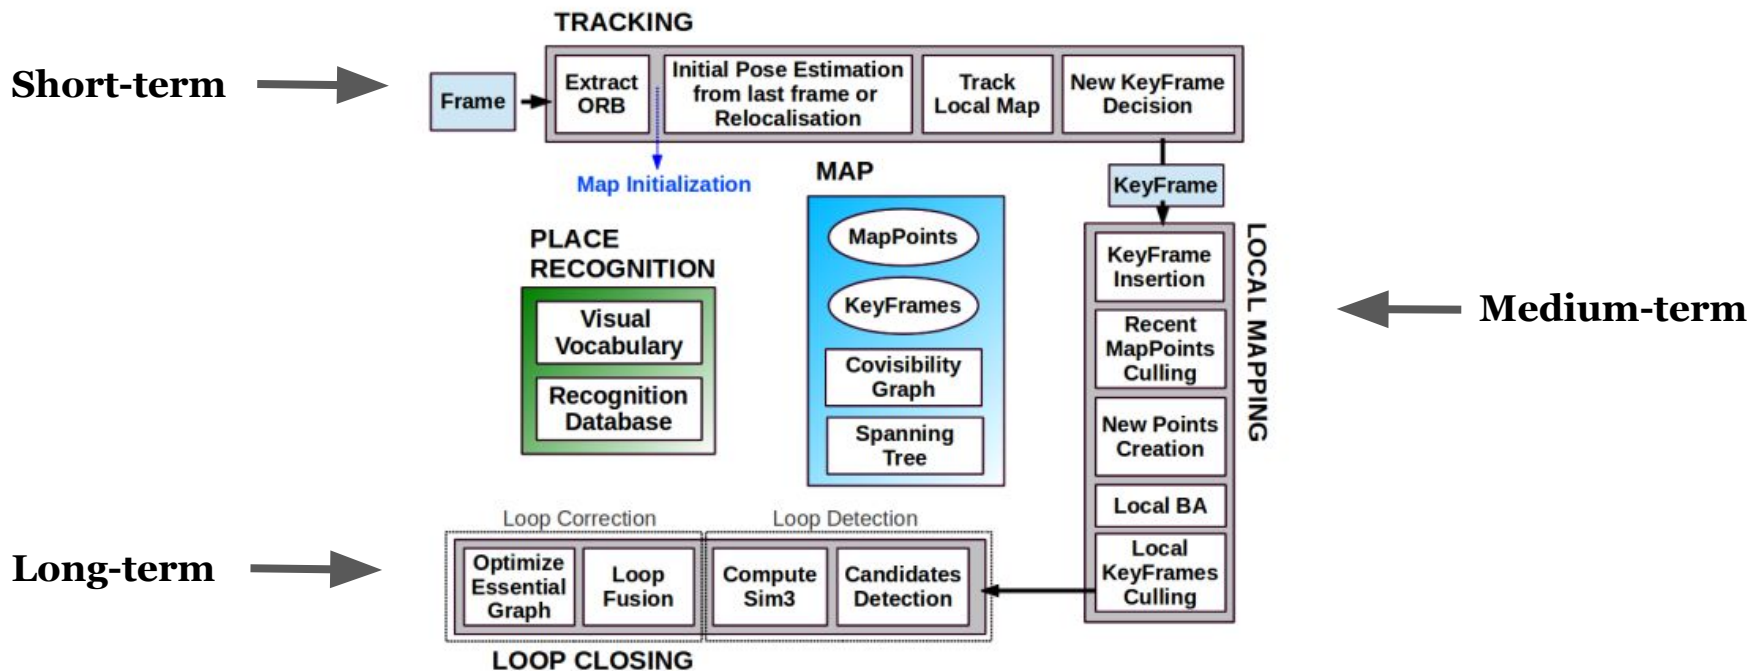 TRACKING
Short-term
Frame
Extract
ORB
Initial Pose Estimation
from last frame or
Relocalisation
Track
Local Map
New KeyFrame
Decision
Map Initialization
MAP
KeyFrame
PLACE
RECOGNITION
Visual
Vocabulary
Recognition
Database
MapPoints
KeyFrames
Covisibility
Graph
Spanning
Tree
LOCAL MAPPING
KeyFrame
Insertion
Recent
MapPoints
Culling
New Points
Creation
Local BA
Local
KeyFrames
Culling
Medium-term
Long-term
Loop Correction
Loop Detection
Optimize
Essential
Graph
Loop
Fusion
Compute
Sim3
Candidates
Detection
LOOP CLOSING